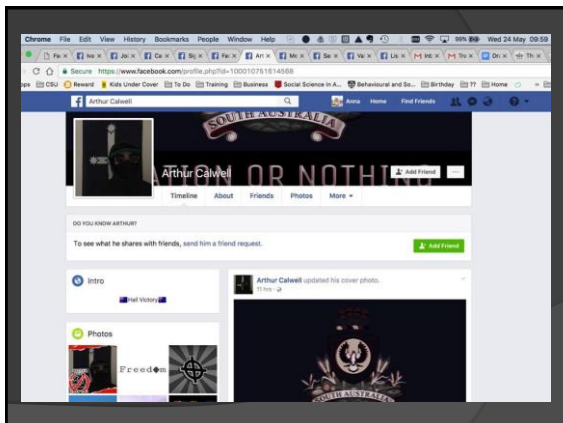 Chrome File Edit View History Bookmarks People Window Help 99% Wed 24 May 09:59
Secure https://www.facebook.com/profile.php?id=100010761614568
CSU Reward Kids Under Cover To Do Training Business Social Science in A... Behavioural and So... Birthday ?? Home
Arthur Calwell Anna Home Find Friends
SOUTH AUSTRALIA
ATION OR NOTHING
Arthur Calwell
Add Friend
Timeline About Friends Photos More
DO YOU KNOW ARTHUR?
To see what he shares with friends, send him a friend request.
Add Friend
Intro
Hail Victory
Arthur Calwell updated his cover photo.
11 hrs
Photos
Freed♦m
SOUTH AUSTRALIA